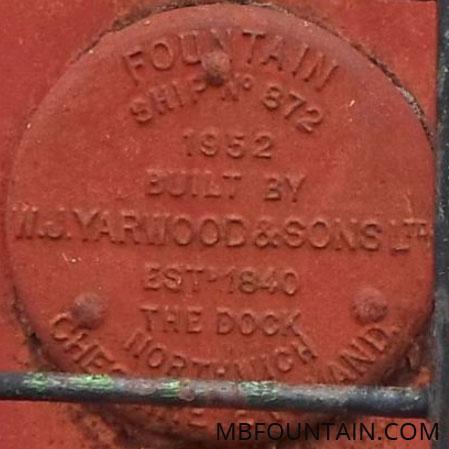 FOUNTAIN
SHIP Nº 872
1952
BUILT BY
W.J.YARWOOD&SONS LTD
EST. 1840
THE DOCK
NORTHWICH
MBFOUNTAIN.COM